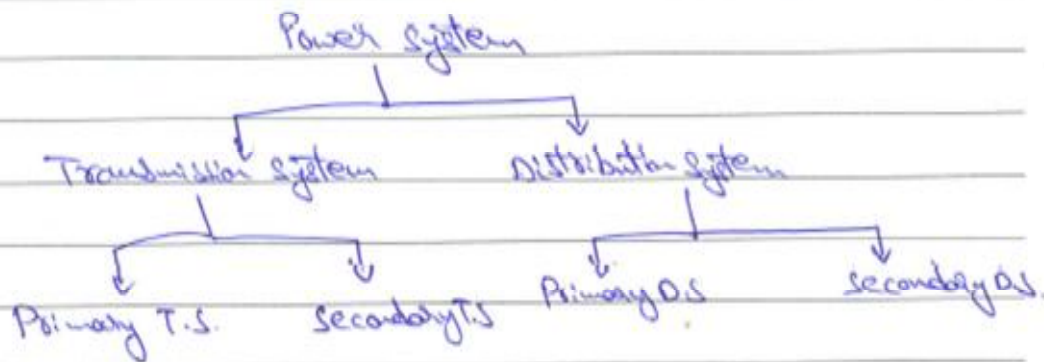 Power system
Transmission system Distribution system
Primary T.S. Secondary T.S Primary D.S Secondary D.S.